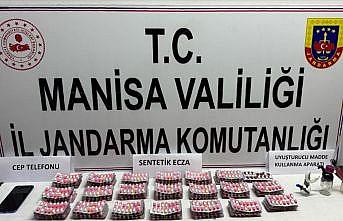 T.C.
MANİSA VALİLİĞİ
İL JANDARMA KOMUTANLIĞI
CEP TELEFONU
SENTETİK ECZA
UYUŞTURUCU MADDE
KULLANMA APARATI